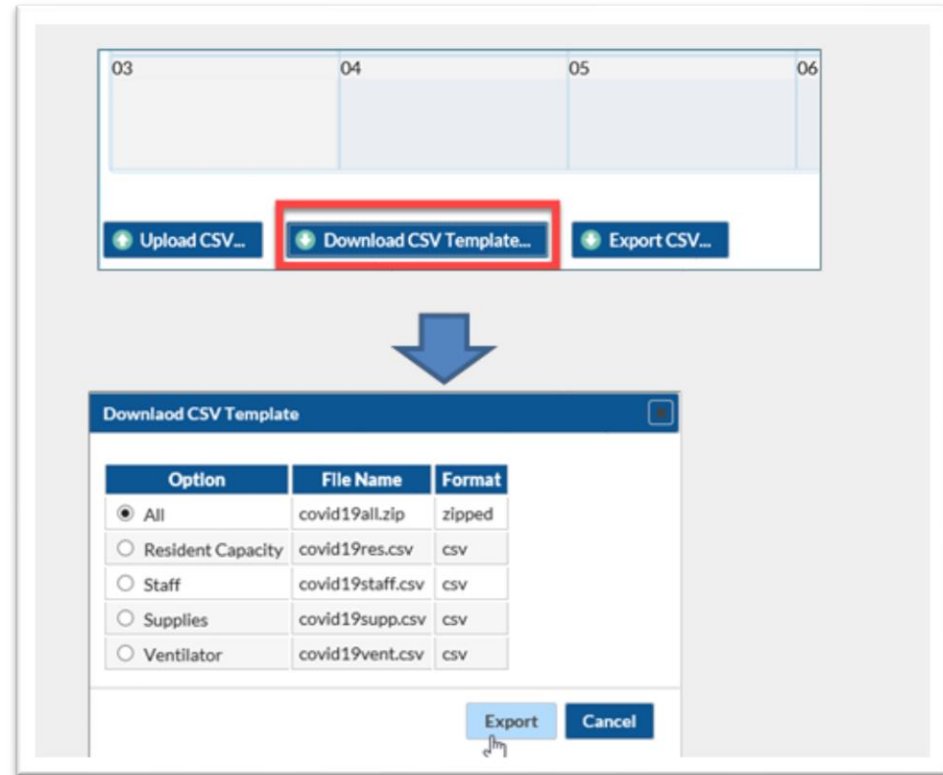 03 04 05 06
Upload CSV... Download CSV Template... Export CSV...
Downlaod CSV Template
Option File Name Format
All covid19all.zip zipped
Resident Capacity covid19res.csv csv
Staff covid19staff.csv csv
Supplies covid19supp.csv csv
Ventilator covid19vent.csv csv
Export Cancel